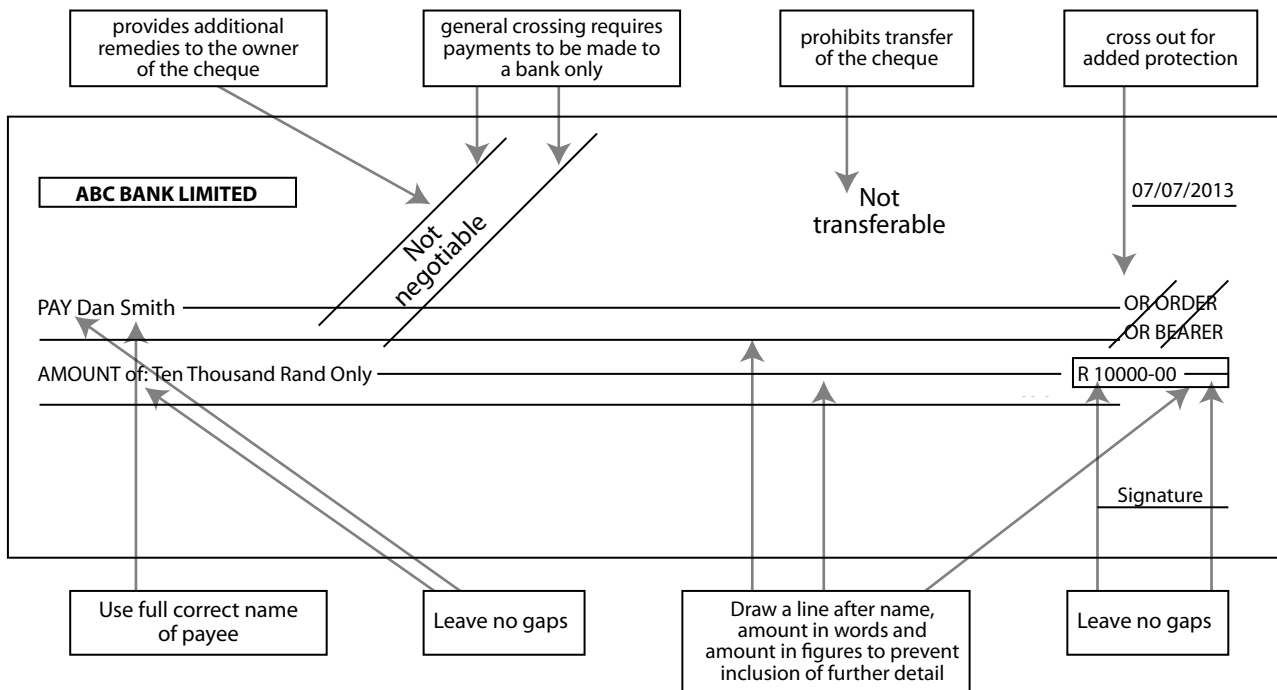 provides additional
remedies to the owner
of the cheque
general crossing requires
payments to be made to
a bank only
prohibits transfer
of the cheque
cross out for
added protection
ABC BANK LIMITED
Not
negotiable
Not
transferable
07/07/2013
PAY Dan Smith
OR ORDER
OR BEARER
AMOUNT of: Ten Thousand Rand Only
R 10000-00
Signature
Use full correct name
of payee
Leave no gaps
Draw a line after name,
amount in words and
amount in figures to prevent
inclusion of further detail
Leave no gaps